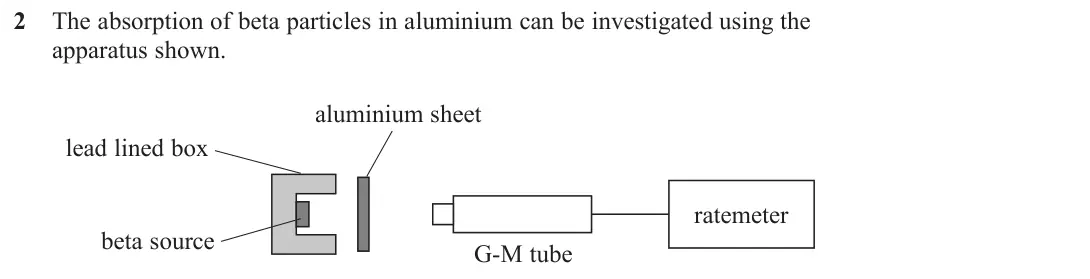 2 The absorption of beta particles in aluminium can be investigated using the
apparatus shown.
aluminium sheet
lead lined box
ratemeter
beta source
G-M tube